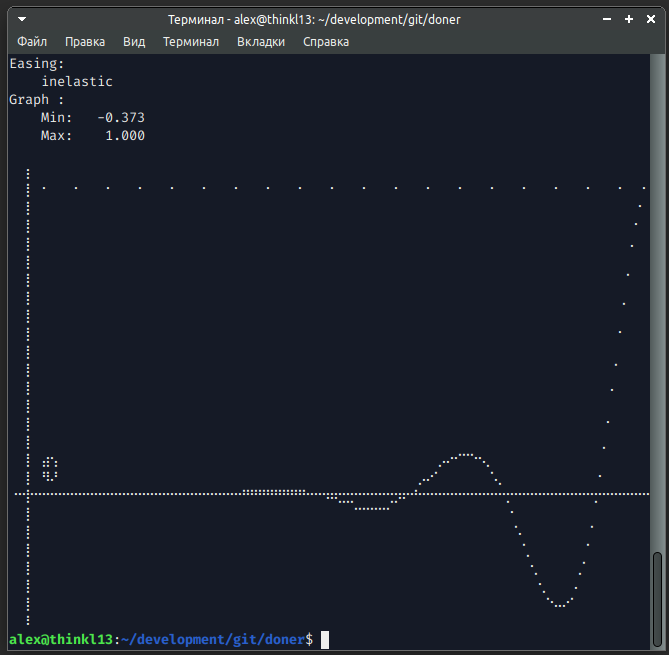 Терминал - alex@thinkl13: ~/development/git/doner
Файл Правка Вид Терминал Вкладки Справка
Easing:
inelastic
Graph :
Min: -0.373
Max: 1.000
alex@thinkl13:~/development/git/doner$